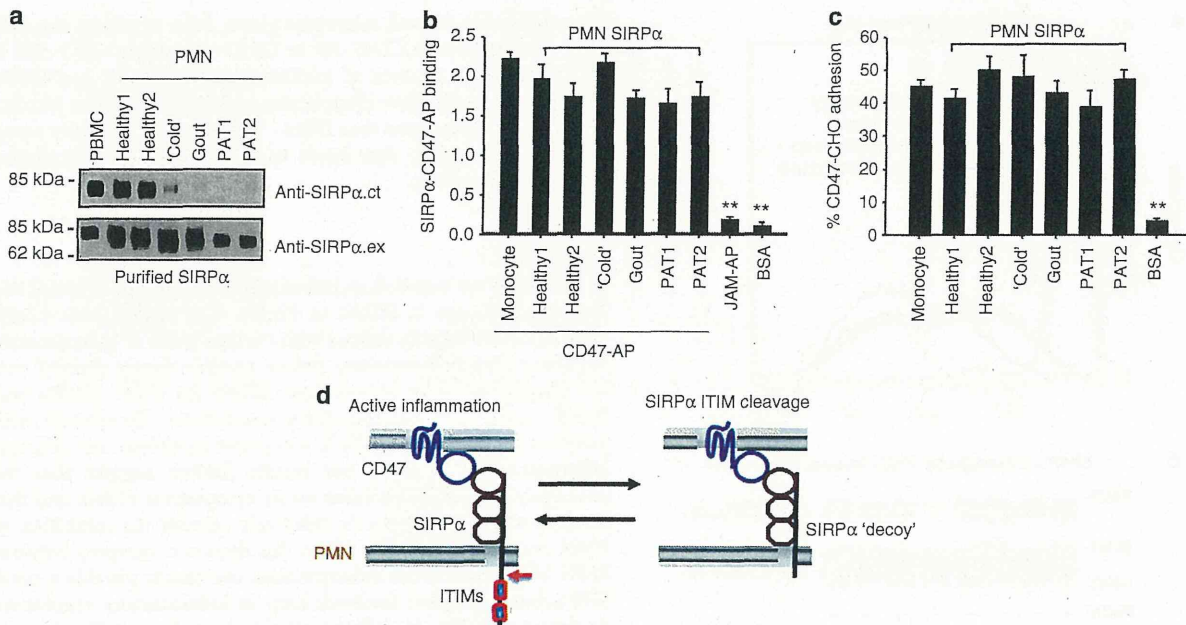 a
PMN
PBMC
Healthy1
Healthy2
'Cold'
Gout
PAT1
PAT2
85 kDa
Anti-SIRPα.ct
85 kDa
62 kDa
Anti-SIRPα.ex
Purified SIRPα
b
PMN SIRPα
SIRPα-CD47-AP binding
2.5
2.0
1.5
1.0
0.5
0.0
** **
Monocyte
Healthy1
Healthy2
'Cold'
Gout
PAT1
PAT2
JAM-AP
BSA
CD47-AP
c
PMN SIRPα
% CD47-CHO adhesion
60
50
40
30
20
10
0
**
Monocyte
Healthy1
Healthy2
'Cold'
Gout
PAT1
PAT2
BSA
d
Active inflammation
SIRPα ITIM cleavage
CD47
SIRPα
SIRPα 'decoy'
PMN
ITIMs